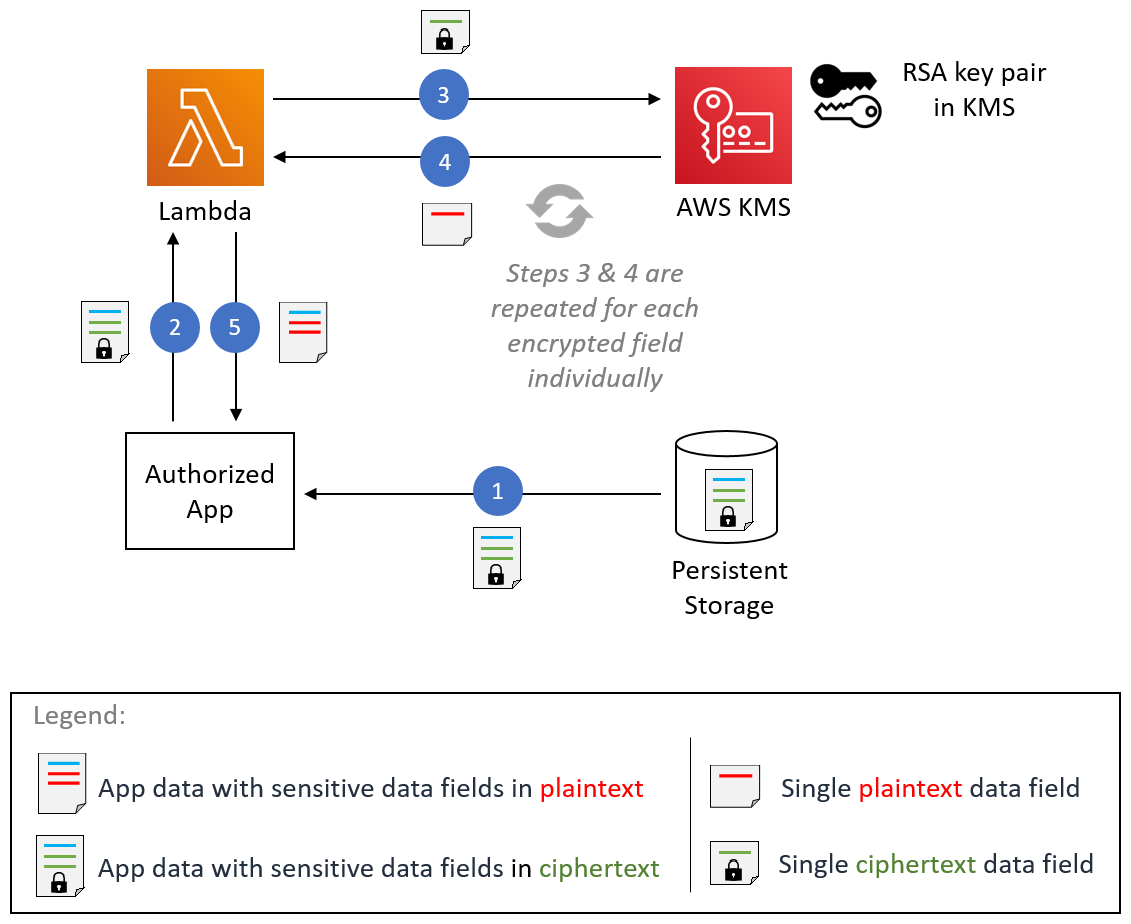 3
RSA key pair
in KMS
4
Lambda
AWS KMS
Steps 3 & 4 are
repeated for each
encrypted field
individually
2
5
Authorized
App
1
Persistent
Storage
Legend:
App data with sensitive data fields in plaintext
Single plaintext data field
App data with sensitive data fields in ciphertext
Single ciphertext data field